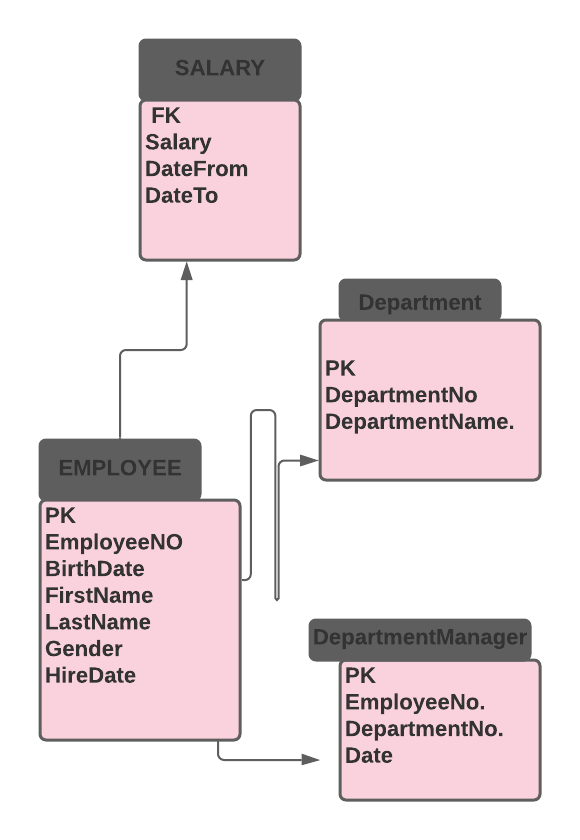 SALARY
FK
Salary
DateFrom
DateTo
Department
PK
DepartmentNo
DepartmentName.
EMPLOYEE
PK
EmployeeNO
BirthDate
FirstName
LastName
Gender
HireDate
DepartmentManager
PK
EmployeeNo.
DepartmentNo.
Date